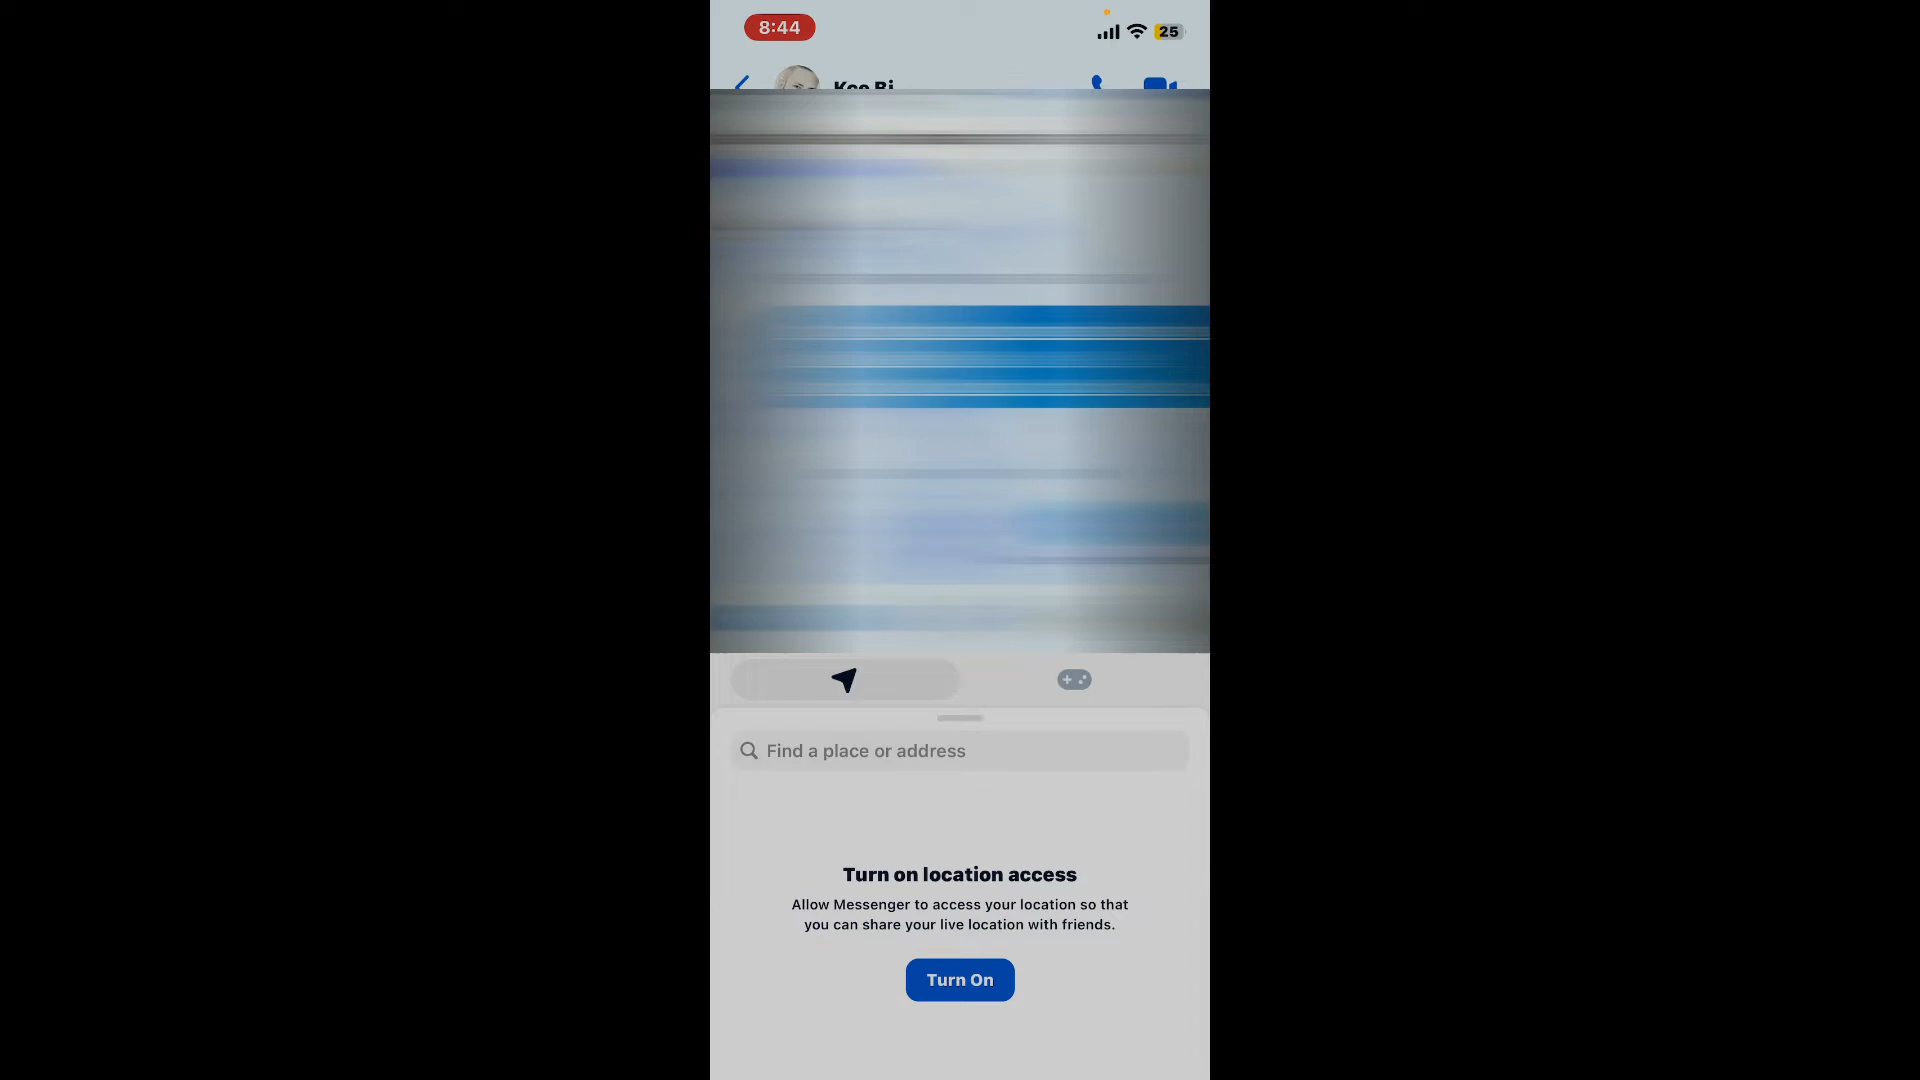 8:44
25
Kee Bi
Find a place or address
Turn on location access
Allow Messenger to access your location so that
you can share your live location with friends.
Turn On